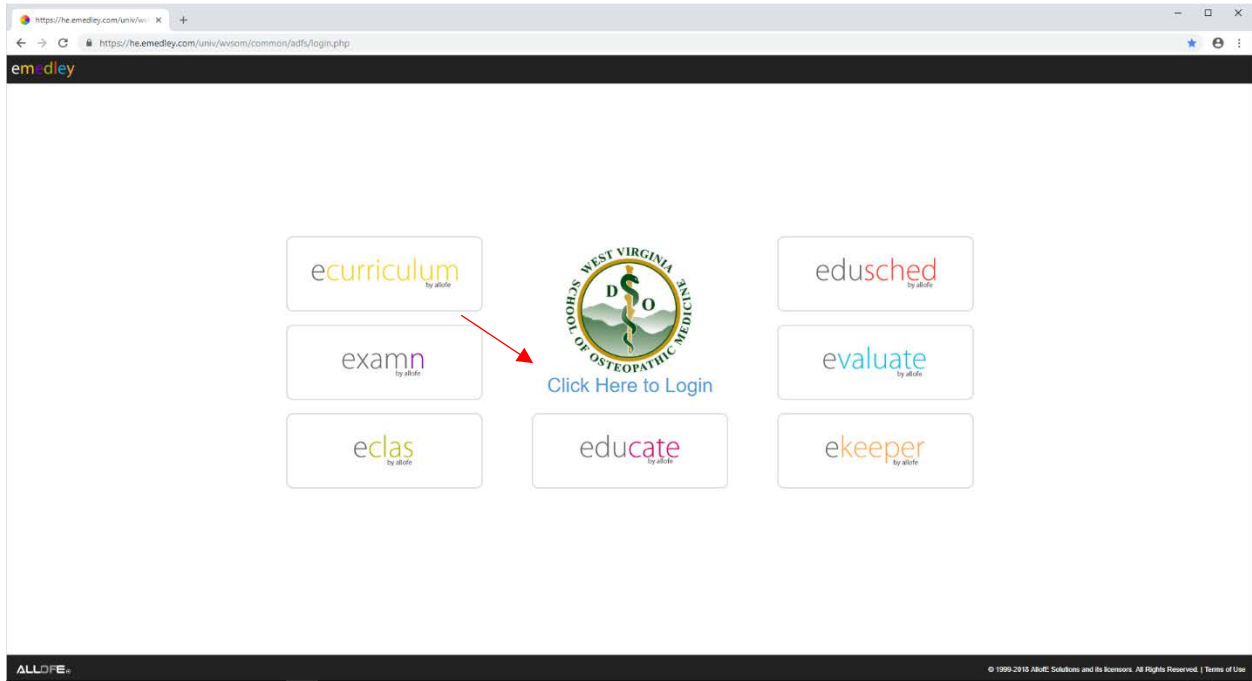 https://he.emedley.com/univ/wv
https://he.emedley.com/univ/wvsom/common/adfs/login.php
emedley
ecurriculum
by allofe
WEST VIRGINIA
SCHOOL OF OSTEOPATHIC MEDICINE
D O
Click Here to Login
edusched
by allofe
examn
by allofe
evaluate
by allofe
eclas
by allofe
educate
by allofe
ekeeper
by allofe
ALLOFE®
© 1999-2018 AllofE Solutions and its licensors. All Rights Reserved. | Terms of Use